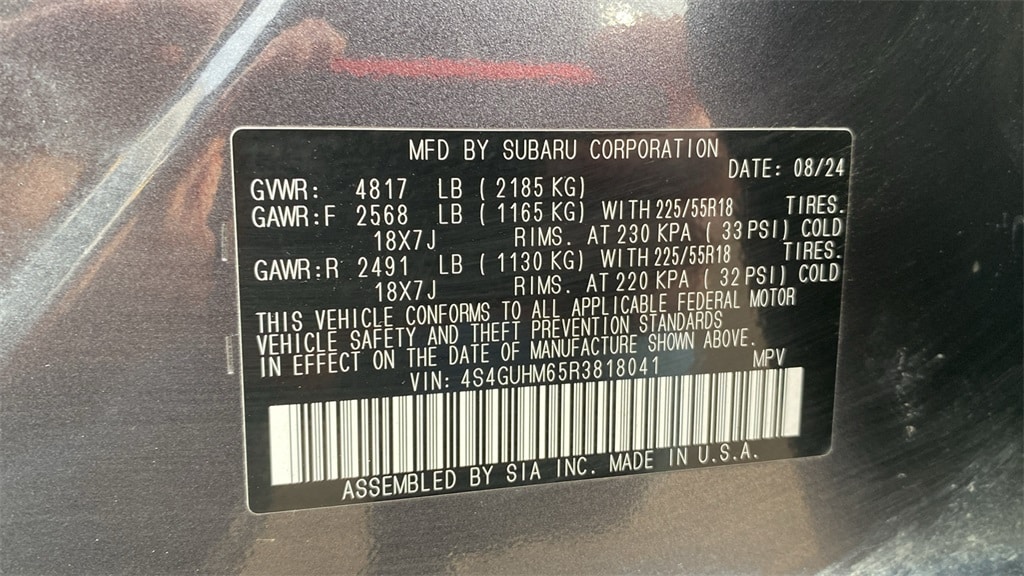 MFD BY SUBARU CORPORATION
DATE: 08/24
GVWR: 4817 LB ( 2185 KG)
GAWR:F 2568 LB ( 1165 KG) WITH 225/55R18 TIRES.
18X7J RIMS. AT 230 KPA ( 33 PSI) COLD
GAWR:R 2491 LB ( 1130 KG) WITH 225/55R18 TIRES.
18X7J RIMS. AT 220 KPA ( 32 PSI) COLD
THIS VEHICLE CONFORMS TO ALL APPLICABLE FEDERAL MOTOR
VEHICLE SAFETY AND THEFT PREVENTION STANDARDS
IN EFFECT ON THE DATE OF MANUFACTURE SHOWN ABOVE.
VIN: 4S4GUHM65R3818041 MPV
ASSEMBLED BY SIA INC. MADE IN U.S.A.